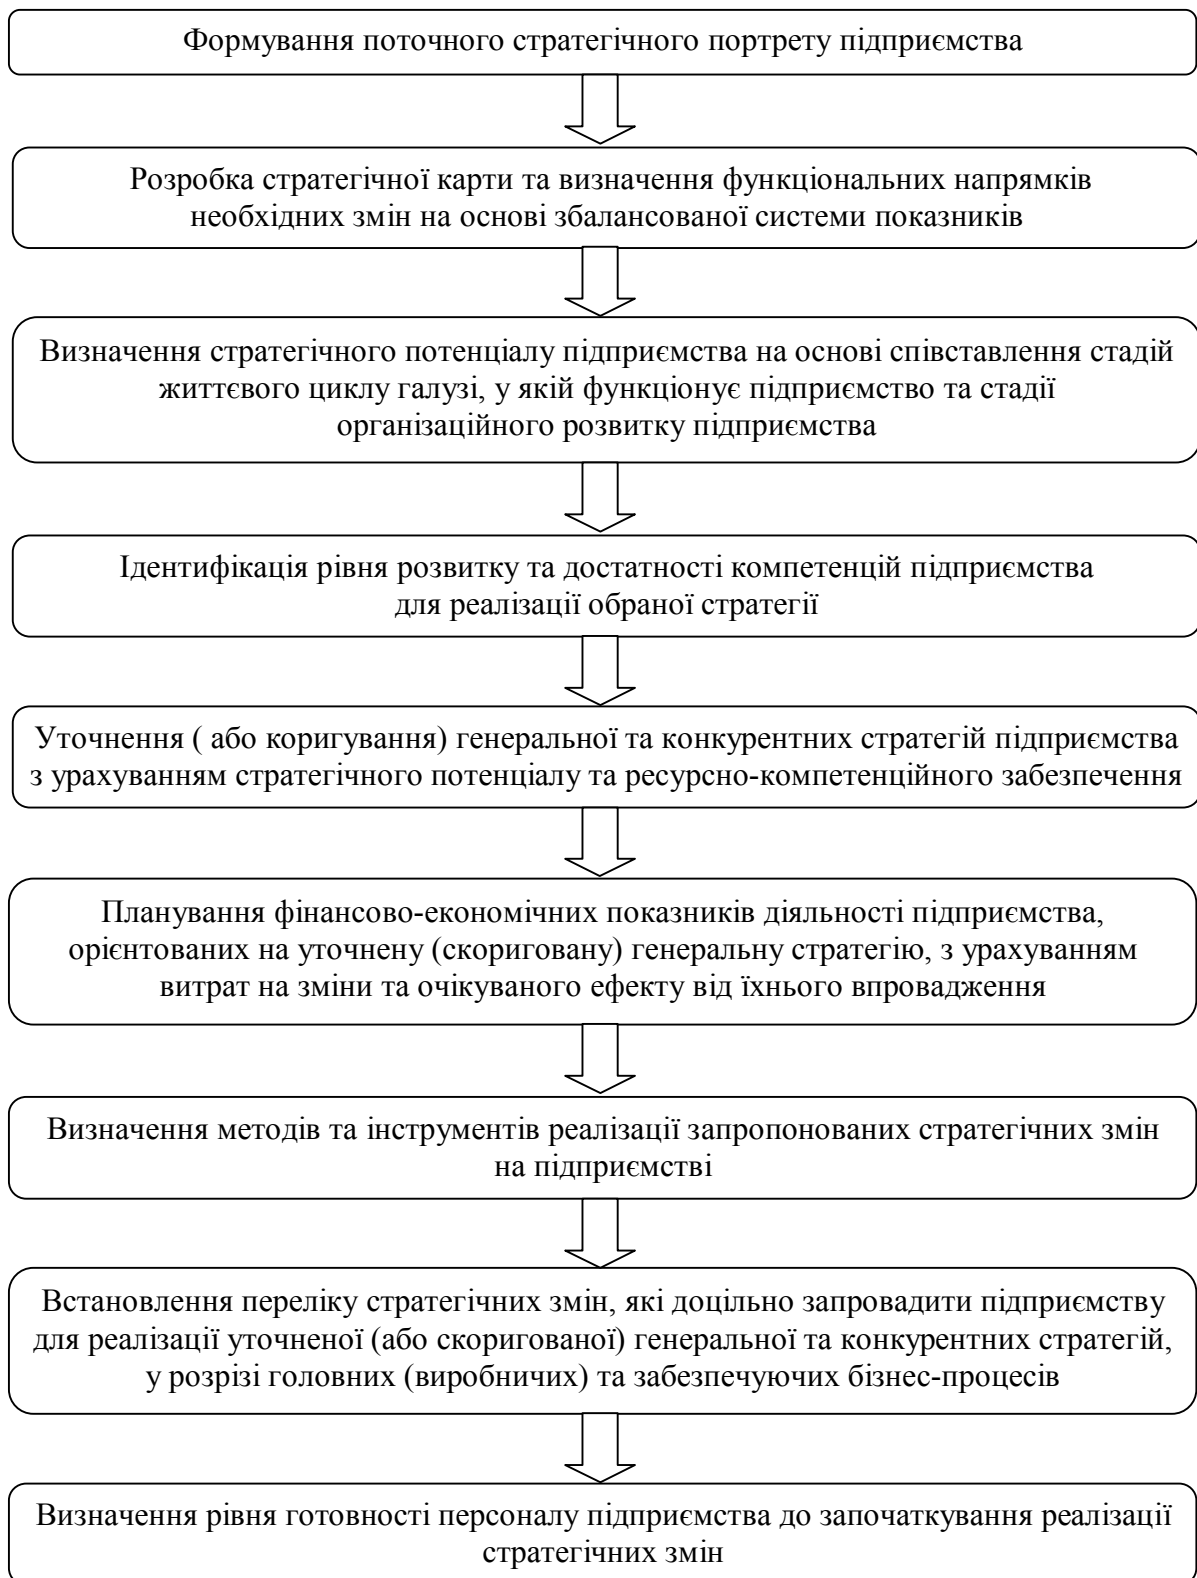 Формування поточного стратегічного портрету підприємства
Розробка стратегічної карти та визначення функціональних напрямків
необхідних змін на основі збалансованої системи показників
Визначення стратегічного потенціалу підприємства на основі співставлення стадій
життєвого циклу галузі, у якій функціонує підприємство та стадії
організаційного розвитку підприємства
Ідентифікація рівня розвитку та достатності компетенцій підприємства
для реалізації обраної стратегії
Уточнення ( або коригування) генеральної та конкурентних стратегій підприємства
з урахуванням стратегічного потенціалу та ресурсно-компетенційного забезпечення
Планування фінансово-економічних показників діяльності підприємства,
орієнтованих на уточнену (скориговану) генеральну стратегію, з урахуванням
витрат на зміни та очікуваного ефекту від їхнього впровадження
Визначення методів та інструментів реалізації запропонованих стратегічних змін
на підприємстві
Встановлення переліку стратегічних змін, які доцільно запровадити підприємству
для реалізації уточненої (або скоригованої) генеральної та конкурентних стратегій,
у розрізі головних (виробничих) та забезпечуючих бізнес-процесів
Визначення рівня готовності персоналу підприємства до започаткування реалізації
стратегічних змін